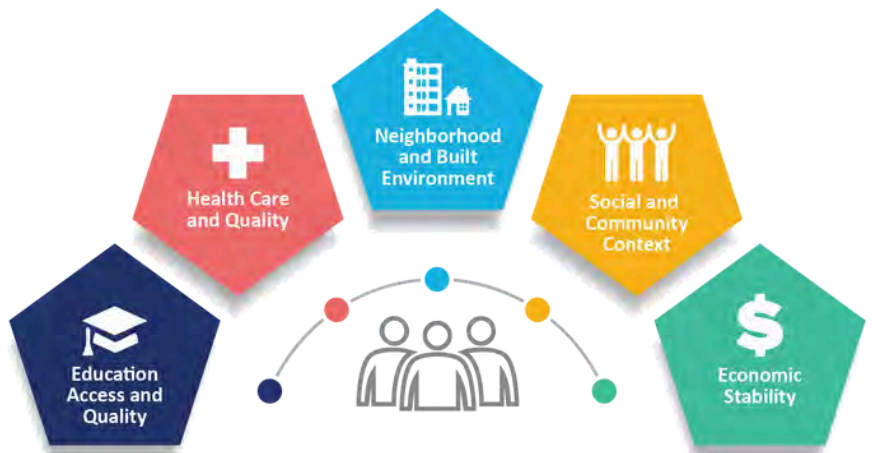 Neighborhood
and Built
Environment
Health Care
and Quality
Social and
Community
Context
Education
Access and
Quality
$
Economic
Stability